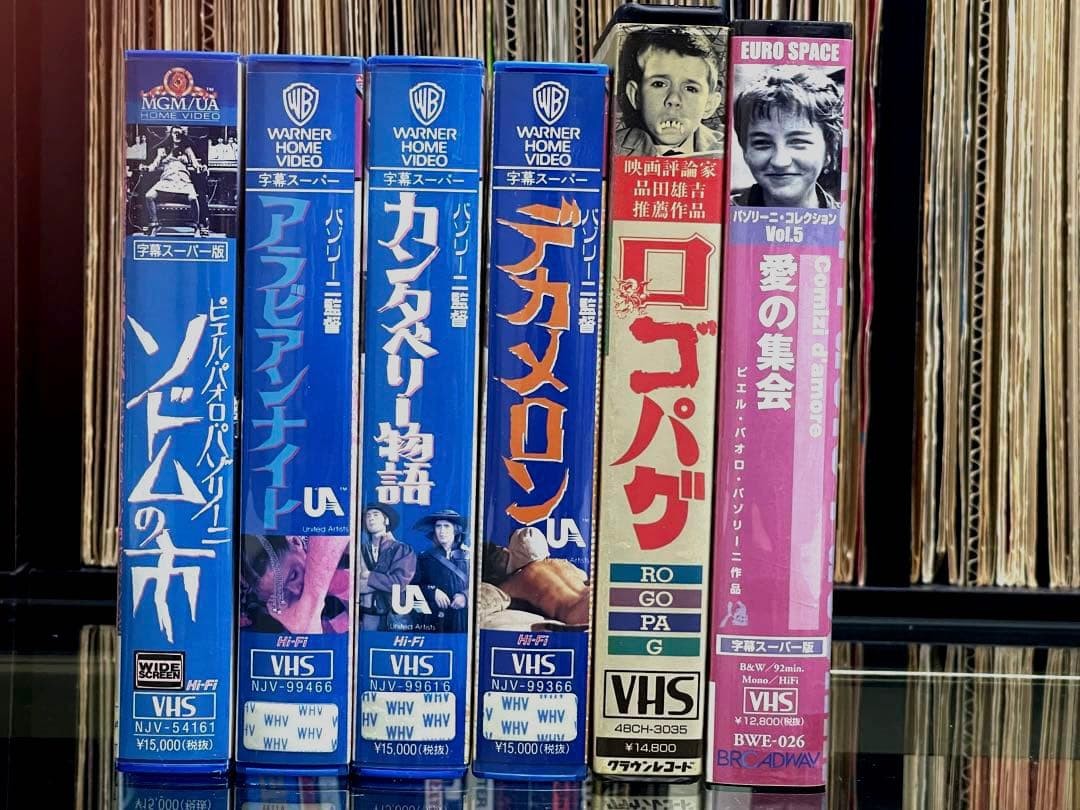 MGM/UA
HOME VIDEO
字幕スーパー版
ピエル・パオロ・パゾリーニ
ソドムの市
WIDE
SCREEN
Hi-Fi
VHS
NJV-54161
¥15,000(税抜)
WARNER
HOME
VIDEO
字幕スーパー
パゾリーニ監督
アラビアンナイト
UA
United Artists
Hi-Fi
VHS
NJV-99466
WHV WHV
WHV WHV
WARNER
HOME
VIDEO
字幕スーパー
パゾリーニ監督
カンタベリー物語
UA
United Artists
Hi-Fi
VHS
NJV-99616
WHV WHV
WHV WHV
¥15,000(税抜)
WARNER
HOME
VIDEO
字幕スーパー
パゾリーニ監督
デカメロン
UA
United Artists
Hi-Fi
VHS
NJV-99366
WHV
WHV WHV
¥15,000(税抜)
映画評論家
品田雄吉
推薦作品
ロゴパグ
RO
GO
PA
G
VHS
48CH-3035
¥14,800
クラウンレコード
EURO SPACE
パゾリーニ・コレクション
Vol.5
Comizi d'amore
愛の集会
ピエル・パオロ・パゾリーニ作品
字幕スーパー版
B&W/92min.
Mono/HiFi
VHS
¥12,800(税抜)
BWE-026
BROADWAY